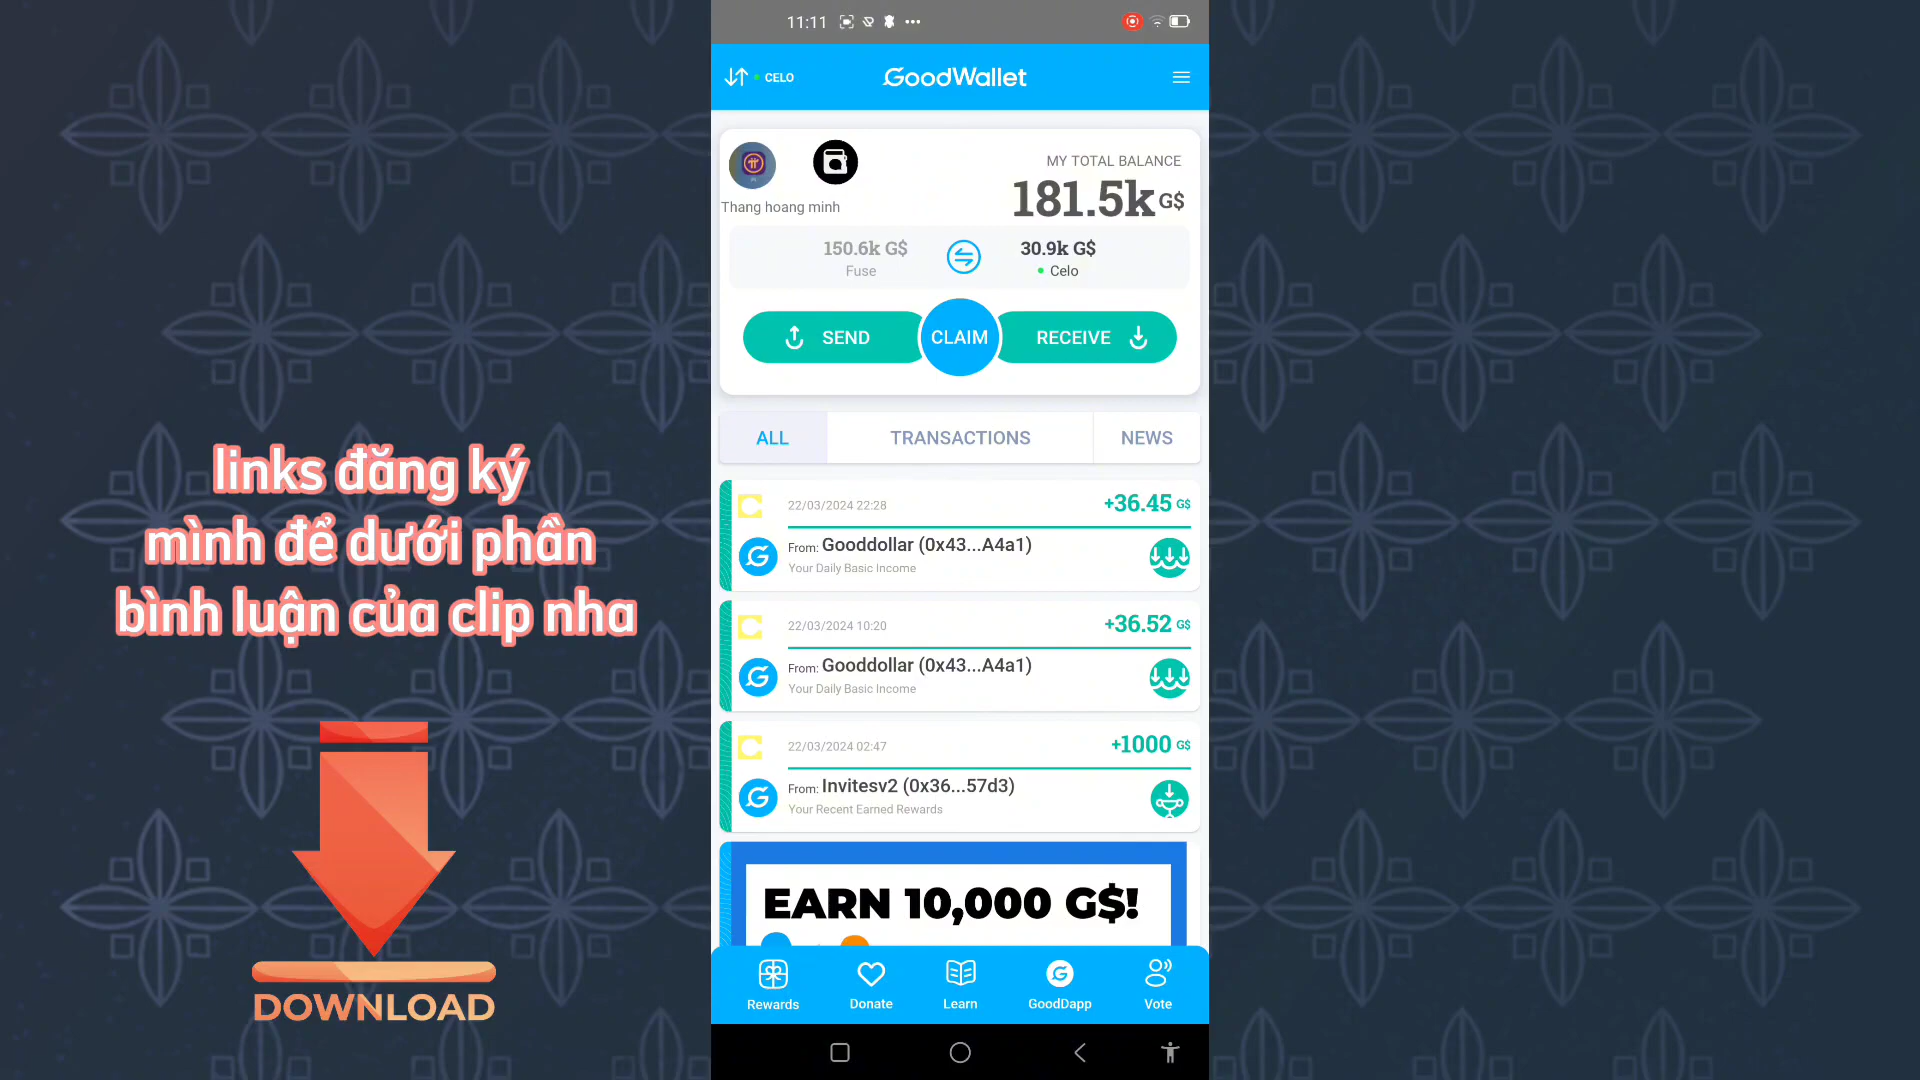 11:11
CELO
GoodWallet
MY TOTAL BALANCE
181.5k G$
Thang hoang minh
150.6k G$
Fuse
30.9k G$
Celo
SEND
CLAIM
RECEIVE
ALL
TRANSACTIONS
NEWS
22/03/2024 22:28
+36.45 G$
From: Gooddollar (0x43...A4a1)
Your Daily Basic Income
22/03/2024 10:20
+36.52 G$
From: Gooddollar (0x43...A4a1)
Your Daily Basic Income
22/03/2024 02:47
+1000 G$
From: Invitesv2 (0x36...57d3)
Your Recent Earned Rewards
EARN 10,000 G$!
Rewards
Donate
Learn
GoodDapp
Vote
links đăng ký
mình để dưới phần
bình luận của clip nha
DOWNLOAD